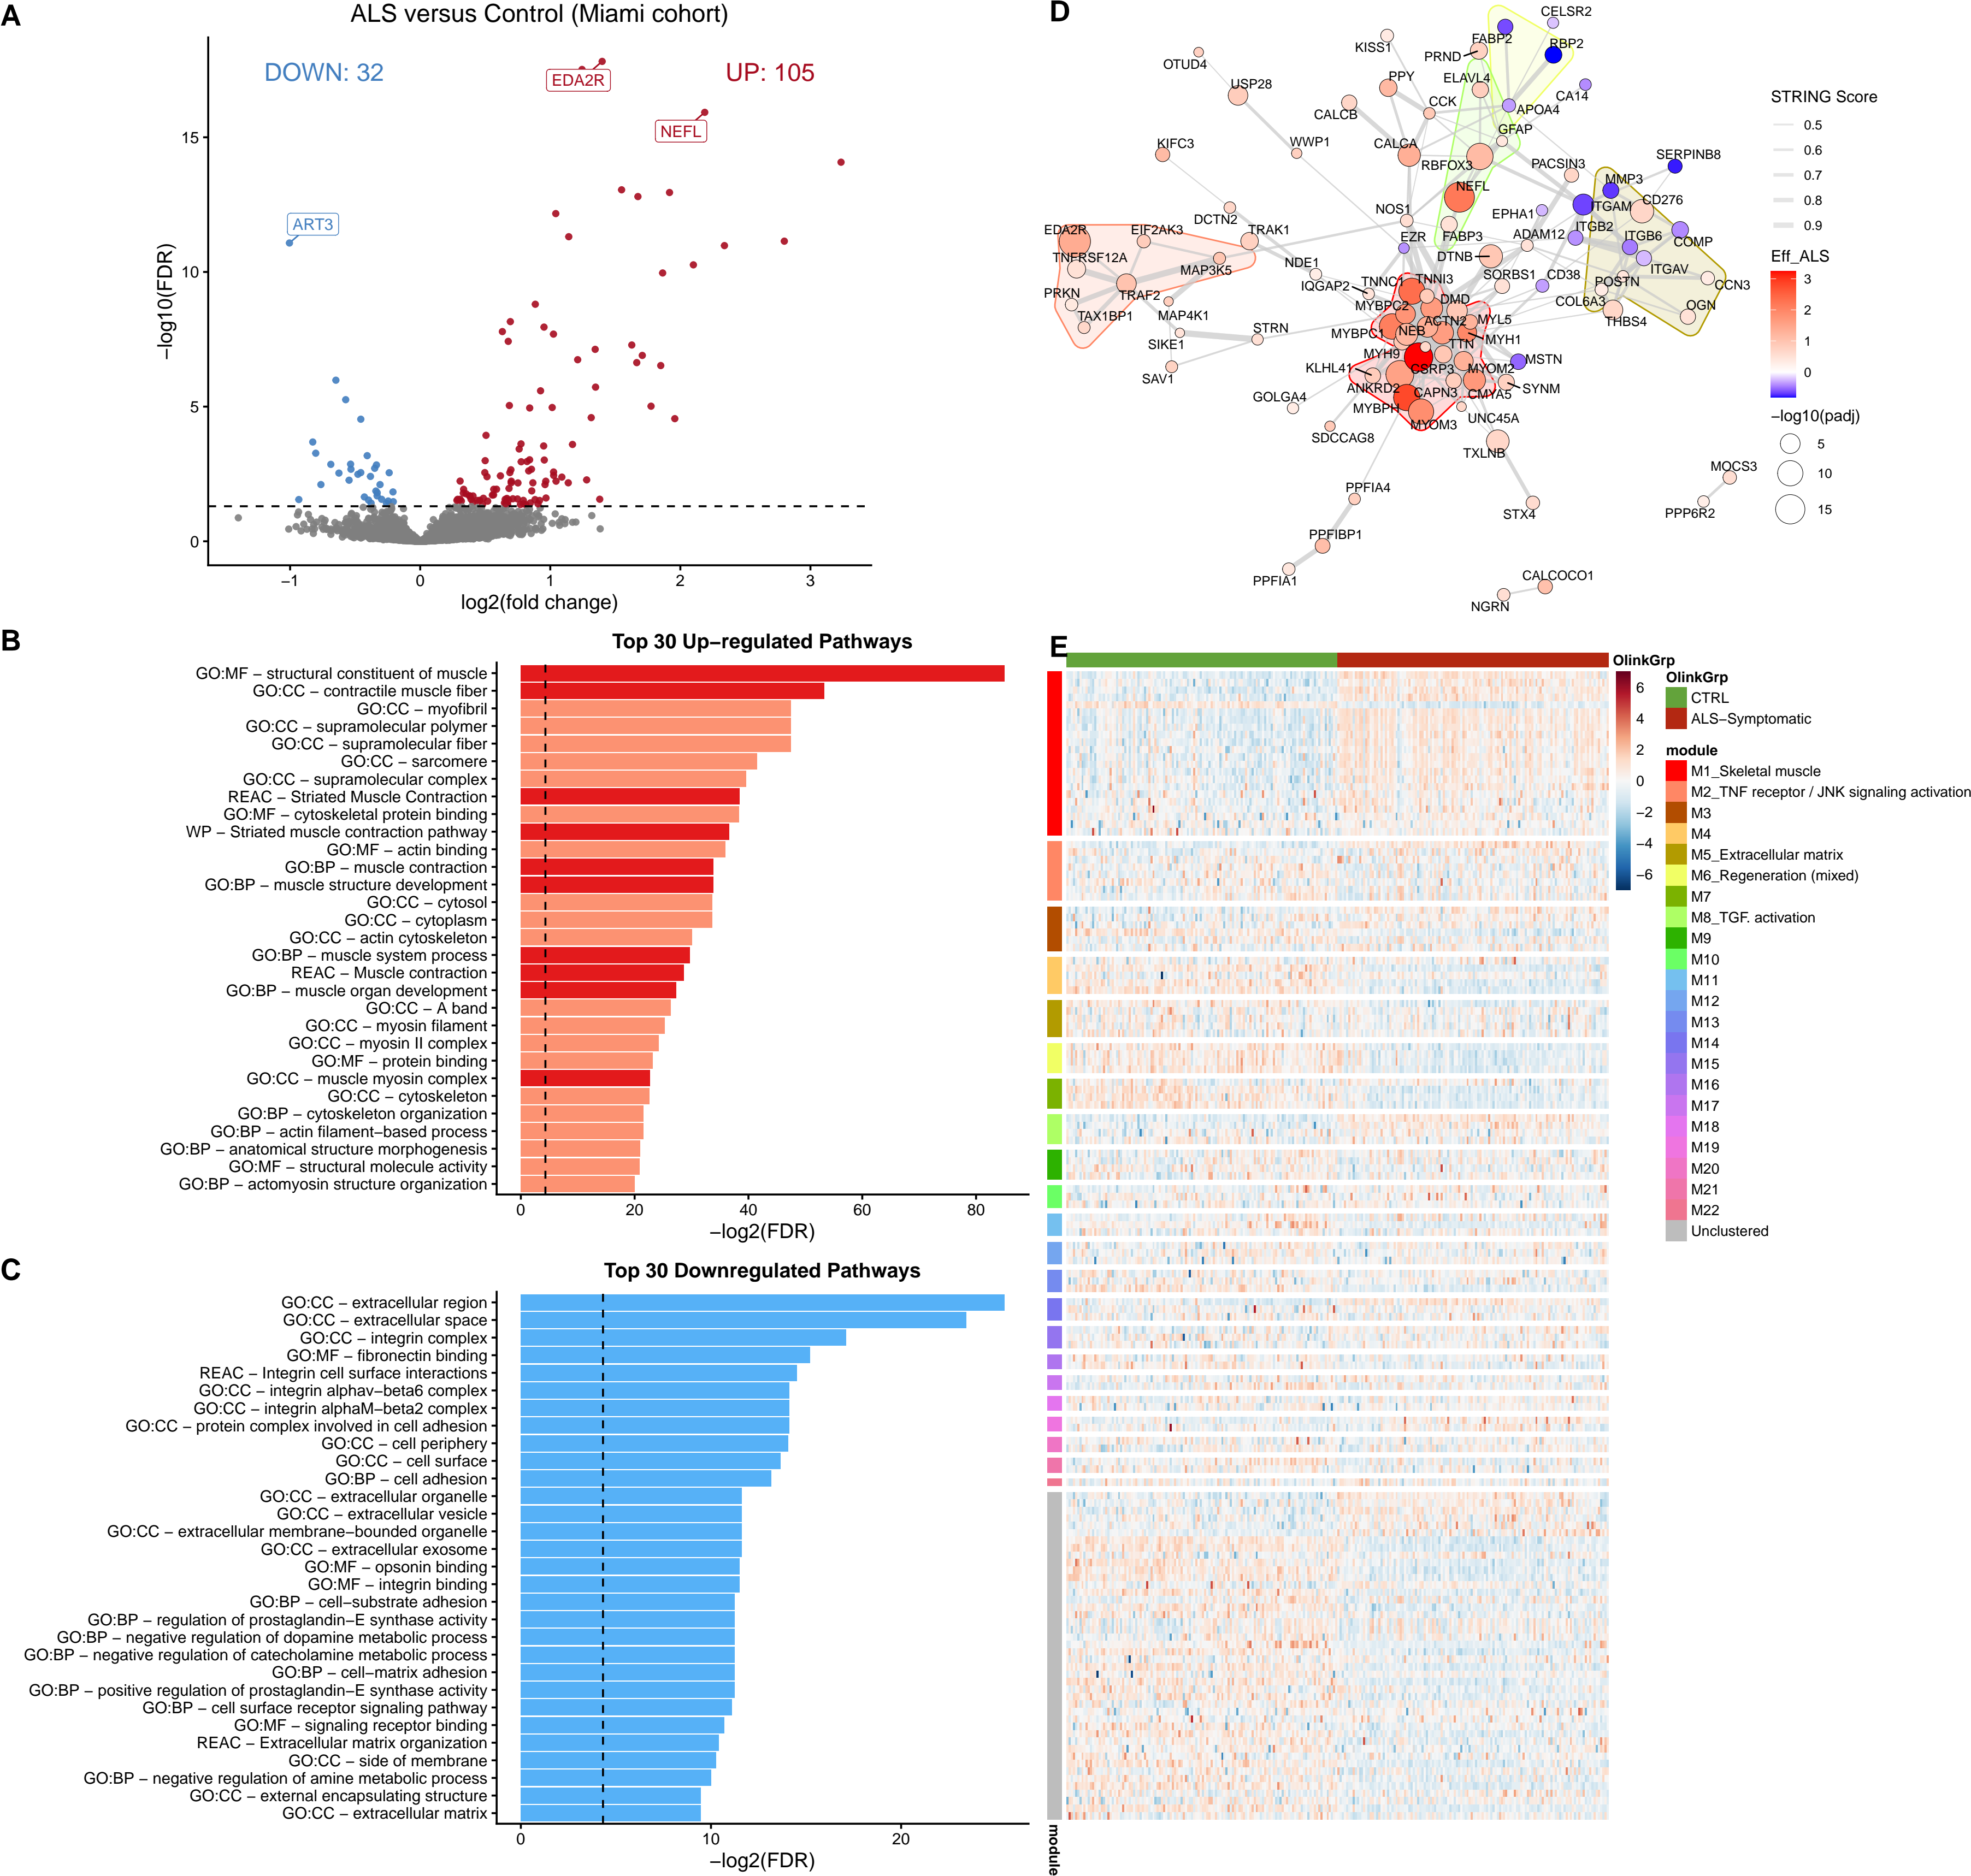 A
ALS versus Control (Miami cohort)
DOWN: 32
UP: 105
EDA2R
NEFL
ART3
−log10(FDR)
15
10
5
0
−1
0
1
2
3
log2(fold change)
B
Top 30 Up−regulated Pathways
GO:MF − structural constituent of muscle
GO:CC − contractile muscle fiber
GO:CC − myofibril
GO:CC − supramolecular polymer
GO:CC − supramolecular fiber
GO:CC − sarcomere
GO:CC − supramolecular complex
REAC − Striated Muscle Contraction
GO:MF − cytoskeletal protein binding
WP − Striated muscle contraction pathway
GO:MF − actin binding
GO:BP − muscle contraction
GO:BP − muscle structure development
GO:CC − cytosol
GO:CC − cytoplasm
GO:CC − actin cytoskeleton
GO:BP − muscle system process
REAC − Muscle contraction
GO:BP − muscle organ development
GO:CC − A band
GO:CC − myosin filament
GO:CC − myosin II complex
GO:MF − protein binding
GO:CC − muscle myosin complex
GO:CC − cytoskeleton
GO:BP − cytoskeleton organization
GO:BP − actin filament−based process
GO:BP − anatomical structure morphogenesis
GO:MF − structural molecule activity
GO:BP − actomyosin structure organization
0
20
40
60
80
−log2(FDR)
C
Top 30 Downregulated Pathways
GO:CC − extracellular region
GO:CC − extracellular space
GO:CC − integrin complex
GO:MF − fibronectin binding
REAC − Integrin cell surface interactions
GO:CC − integrin alphav−beta6 complex
GO:CC − integrin alphaM−beta2 complex
GO:CC − protein complex involved in cell adhesion
GO:CC − cell periphery
GO:CC − cell surface
GO:BP − cell adhesion
GO:CC − extracellular organelle
GO:CC − extracellular vesicle
GO:CC − extracellular membrane−bounded organelle
GO:CC − extracellular exosome
GO:MF − opsonin binding
GO:MF − integrin binding
GO:BP − cell−substrate adhesion
GO:BP − regulation of prostaglandin−E synthase activity
GO:BP − negative regulation of dopamine metabolic process
GO:BP − negative regulation of catecholamine metabolic process
GO:BP − cell−matrix adhesion
GO:BP − positive regulation of prostaglandin−E synthase activity
GO:BP − cell surface receptor signaling pathway
GO:MF − signaling receptor binding
REAC − Extracellular matrix organization
GO:CC − side of membrane
GO:BP − negative regulation of amine metabolic process
GO:CC − external encapsulating structure
GO:CC − extracellular matrix
0
10
20
−log2(FDR)
D
CELSR2
KISS1
FABP2
RBP2
PRND
OTUD4
USP28
PPY
ELAVL4
CA14
CALCB
CCK
APOA4
GFAP
WWP1
CALCA
KIFC3
RBFOX3
PACSIN3
SERPINB8
NEFL
MMP3
ITGAM
CD276
DCTN2
NOS1
EPHA1
EDA2R
EIF2AK3
TRAK1
EZR
FABP3
ADAM12
ITGB2
ITGB6
COMP
TNFRSF12A
MAP3K5
NDE1
DTNB
ITGAV
PRKN
TRAF2
IQGAP2
TNNC1
TNNI3
SORBS1
CD38
POSTN
CCN3
TAX1BP1
MAP4K1
MYBPC2
DMD
COL6A3
OGN
THBS4
SIKE1
STRN
MYBPC1
NEB
ACTN2
MYL5
MYH1
TTN
SAV1
MYH9
KLHL41
CSRP3
MYOM2
MSTN
GOLGA4
ANKRD2
CAPN3
CMYA5
SYNM
MYBPH
SDCCAG8
MYOM3
UNC45A
TXLNB
MOCS3
PPFIA4
STX4
PPP6R2
PPFIBP1
PPFIA1
CALCOCO1
NGRN
STRING Score
0.5
0.6
0.7
0.8
0.9
Eff_ALS
3
2
1
0
−log10(padj)
5
10
15
E
OlinkGrp
6
4
2
0
−2
−4
−6
OlinkGrp
CTRL
ALS−Symptomatic
module
M1_Skeletal muscle
M2_TNF receptor / JNK signaling activation
M3
M4
M5_Extracellular matrix
M6_Regeneration (mixed)
M7
M8_TGF. activation
M9
M10
M11
M12
M13
M14
M15
M16
M17
M18
M19
M20
M21
M22
Unclustered
module